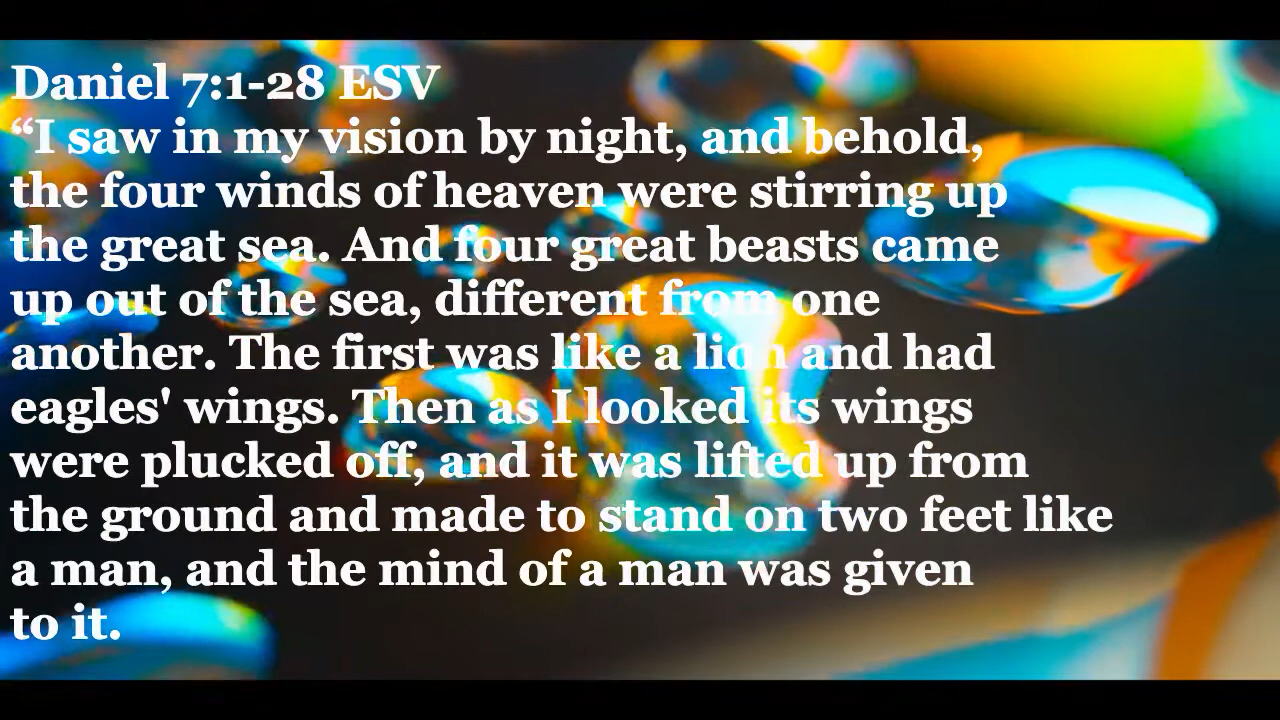 Daniel 7:1-28 ESV
“I saw in my vision by night, and behold,
the four winds of heaven were stirring up
the great sea. And four great beasts came
up out of the sea, different from one
another. The first was like a lion and had
eagles' wings. Then as I looked its wings
were plucked off, and it was lifted up from
the ground and made to stand on two feet like
a man, and the mind of a man was given
to it.